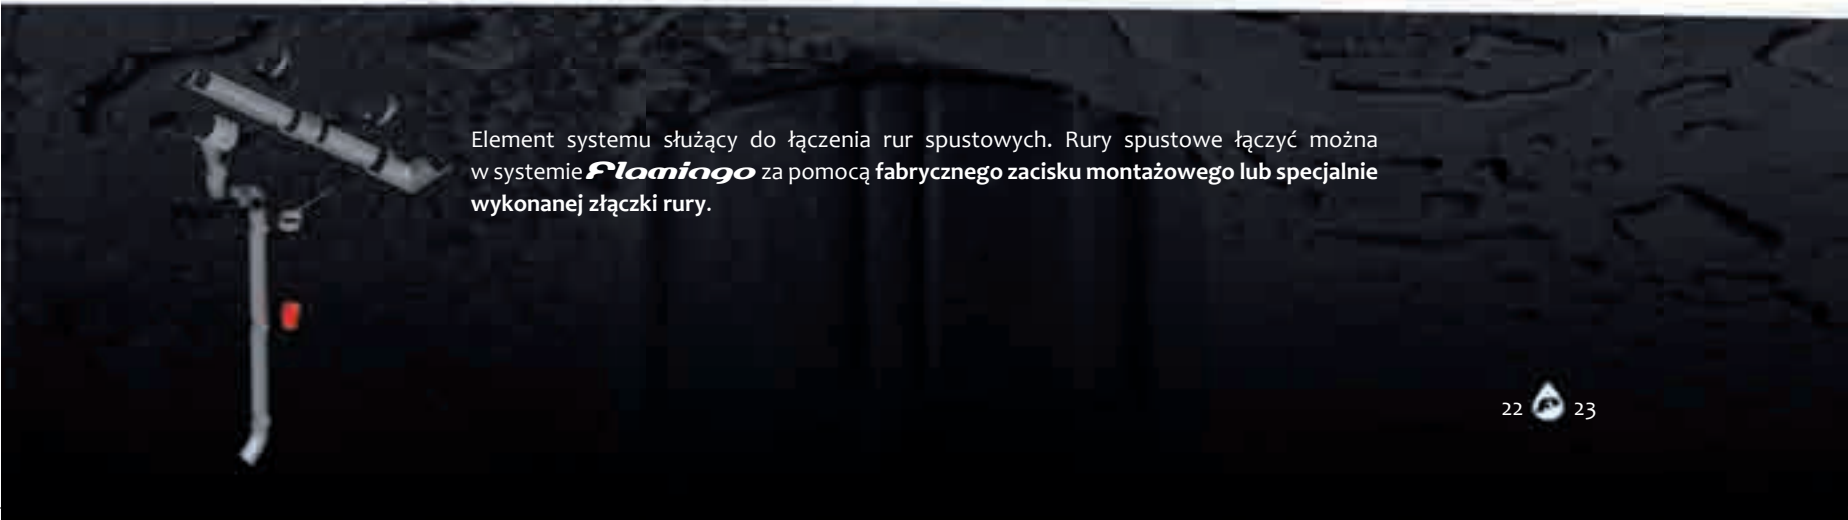 Element systemu służący do łączenia rur spustowych. Rury spustowe łączyć można
w systemie Flamingo za pomocą fabrycznego zacisku montażowego lub specjalnie
wykonanej złączki rury.
22 23